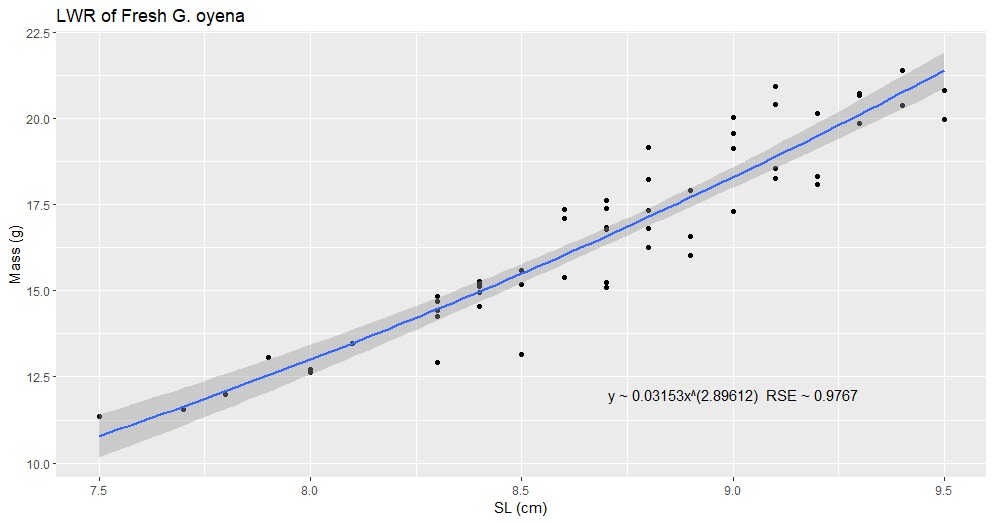 LWR of Fresh G. oyena
22.5
20.0
17.5
15.0
12.5
10.0
Mass (g)
y ~ 0.03153x^(2.89612)  RSE ~ 0.9767
7.5 8.0 8.5 9.0 9.5
SL (cm)